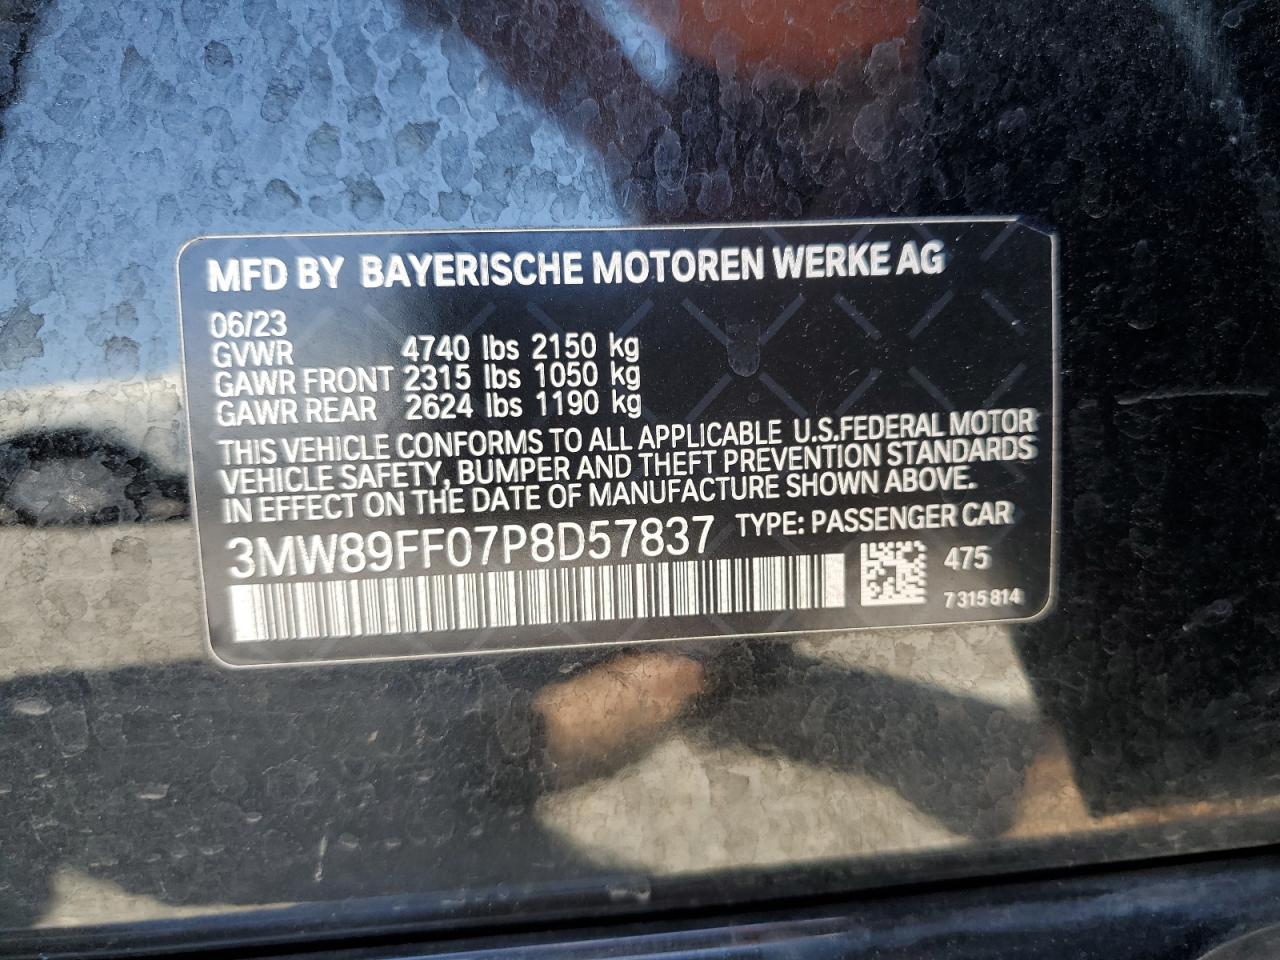 MFD BY BAYERISCHE MOTOREN WERKE AG
06/23
GVWR 4740 lbs 2150 kg
GAWR FRONT 2315 lbs 1050 kg
GAWR REAR 2624 lbs 1190 kg
THIS VEHICLE CONFORMS TO ALL APPLICABLE U.S.FEDERAL MOTOR
VEHICLE SAFETY, BUMPER AND THEFT PREVENTION STANDARDS
IN EFFECT ON THE DATE OF MANUFACTURE SHOWN ABOVE.
3MW89FF07P8D57837 TYPE: PASSENGER CAR
475
7 315 814